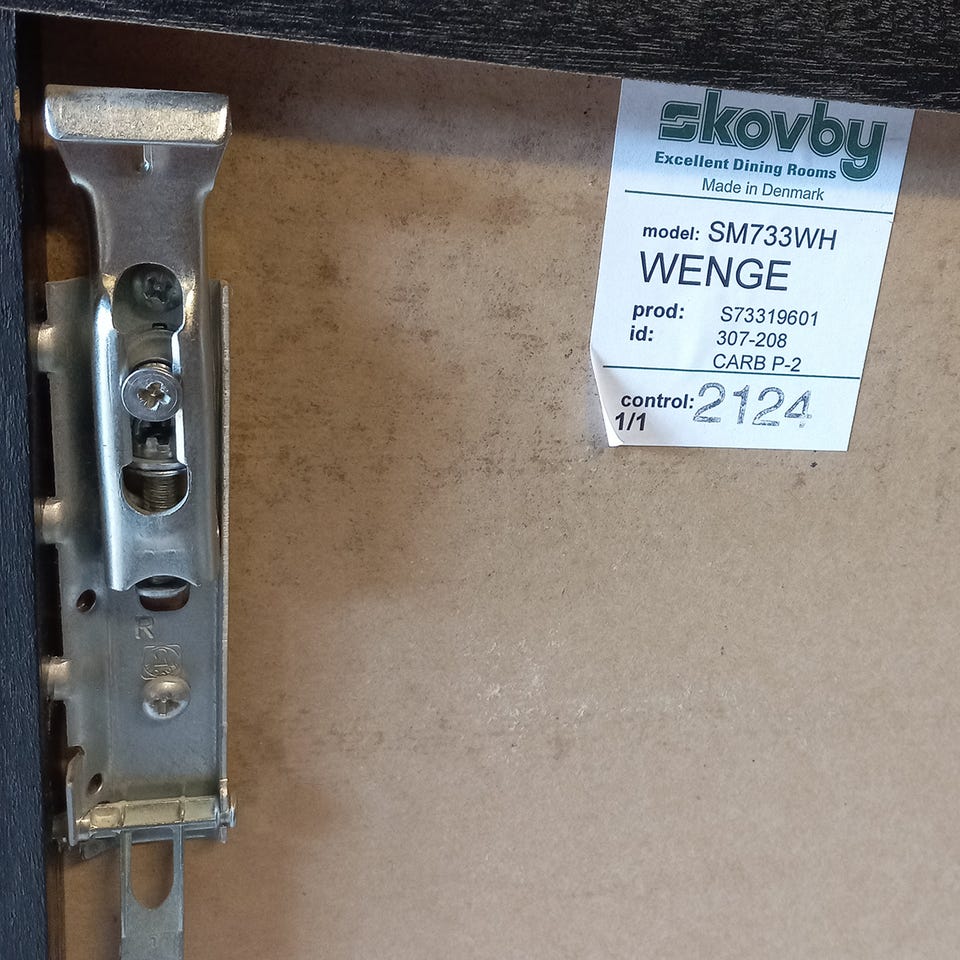 skovby
Excellent Dining Rooms
Made in Denmark
model: SM733WH
WENGE
prod: S73319601
id: 307-208
CARB P-2
control: 2124
1/1
R